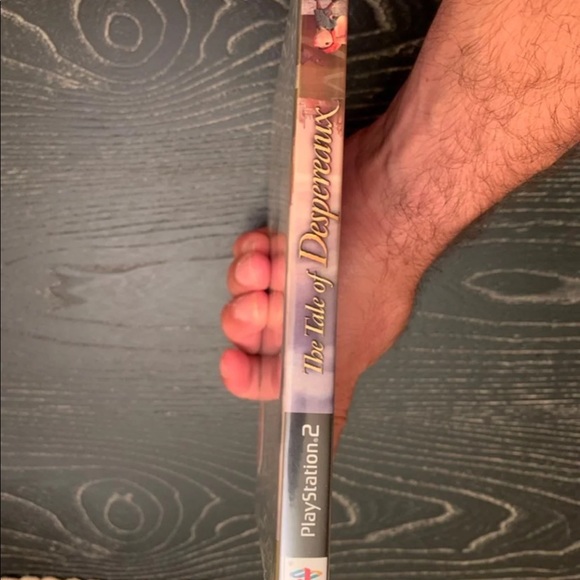 The Tale of Despereaux
PlayStation.2